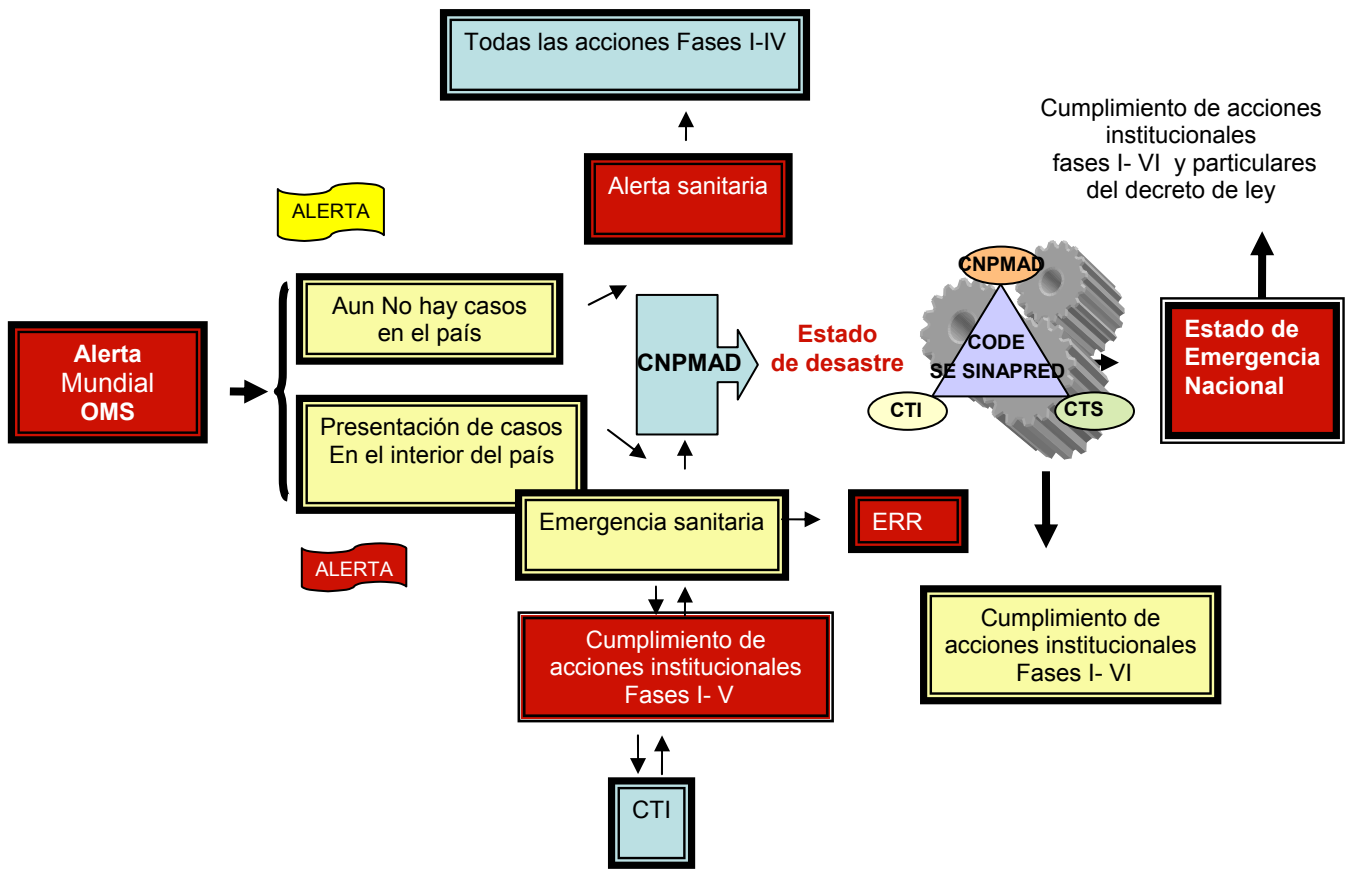 Todas las acciones Fases I-IV
Cumplimiento de acciones
institucionales
fases I- VI y particulares
del decreto de ley
Alerta sanitaria
ALERTA
Aun No hay casos
en el país
Alerta
Mundial
OMS
Presentación de casos
En el interior del país
ALERTA
CNPMAD
Estado
de desastre
CNPMAD
CODE
SE SINAPRED
CTI
CTS
Estado de
Emergencia
Nacional
Emergencia sanitaria
ERR
Cumplimiento de
acciones institucionales
Fases I- V
Cumplimiento de
acciones institucionales
Fases I- VI
CTI